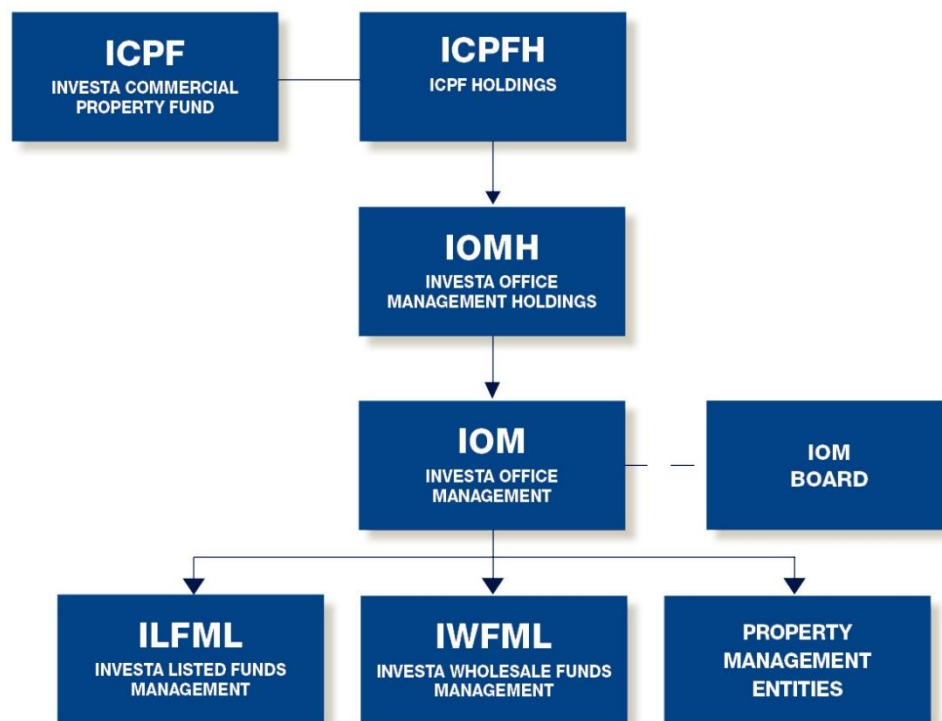 ICPF
INVESTA COMMERCIAL
PROPERTY FUND
ICPFH
ICPF HOLDINGS
IOMH
INVESTA OFFICE
MANAGEMENT HOLDINGS
IOM
INVESTA OFFICE
MANAGEMENT
IOM
BOARD
ILFML
INVESTA LISTED FUNDS
MANAGEMENT
IWFML
INVESTA WHOLESALE FUNDS
MANAGEMENT
PROPERTY
MANAGEMENT
ENTITIES